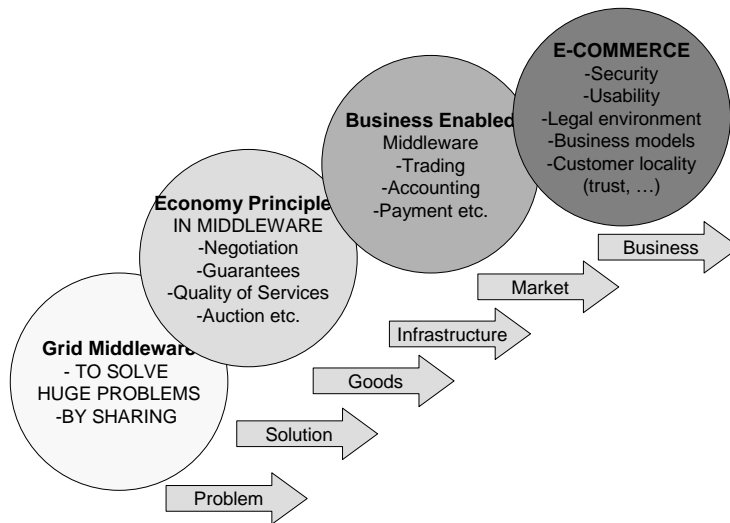 E-COMMERCE
-Security
-Usability
-Legal environment
-Business models
-Customer locality
(trust, …)
Business Enabled
Middleware
-Trading
-Accounting
-Payment etc.
Economy Principle
IN MIDDLEWARE
-Negotiation
-Guarantees
-Quality of Services
-Auction etc.
Grid Middleware
- TO SOLVE
HUGE PROBLEMS
-BY SHARING
Business
Market
Infrastructure
Goods
Solution
Problem